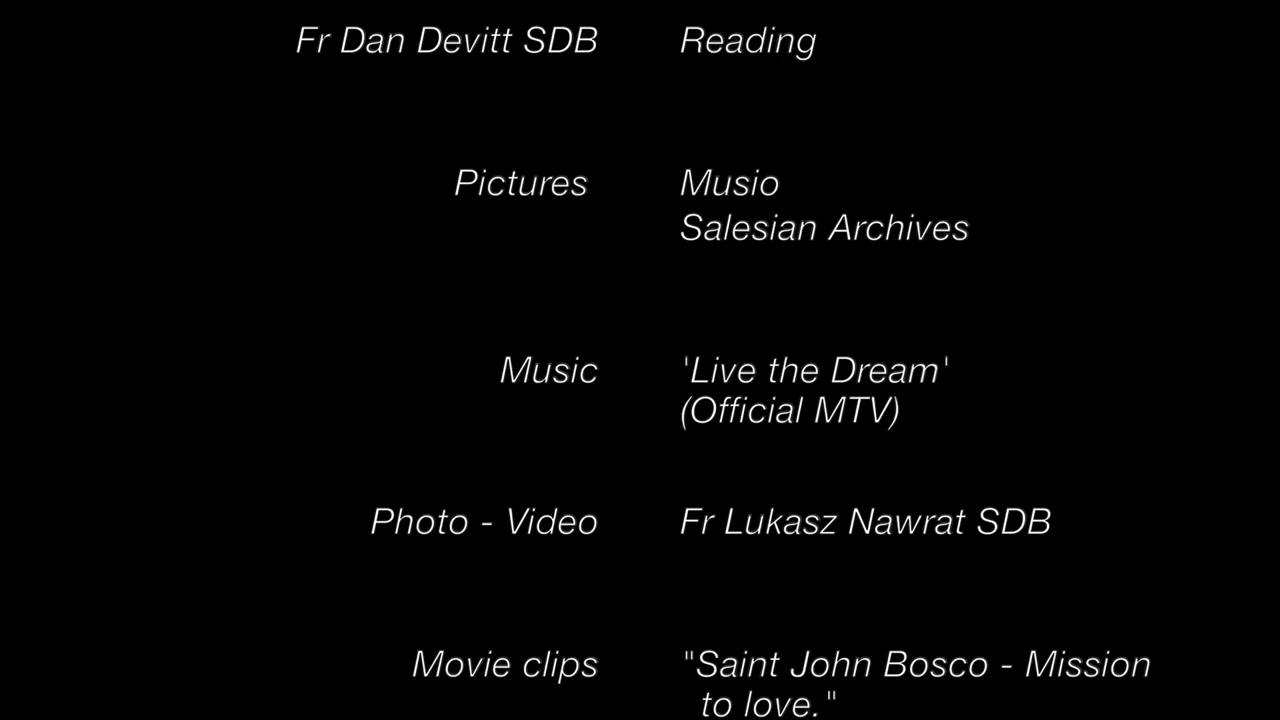 Fr Dan Devitt SDB Reading
Pictures Musio
Salesian Archives
Music 'Live the Dream'
(Official MTV)
Photo - Video Fr Lukasz Nawrat SDB
Movie clips "Saint John Bosco - Mission
to love."